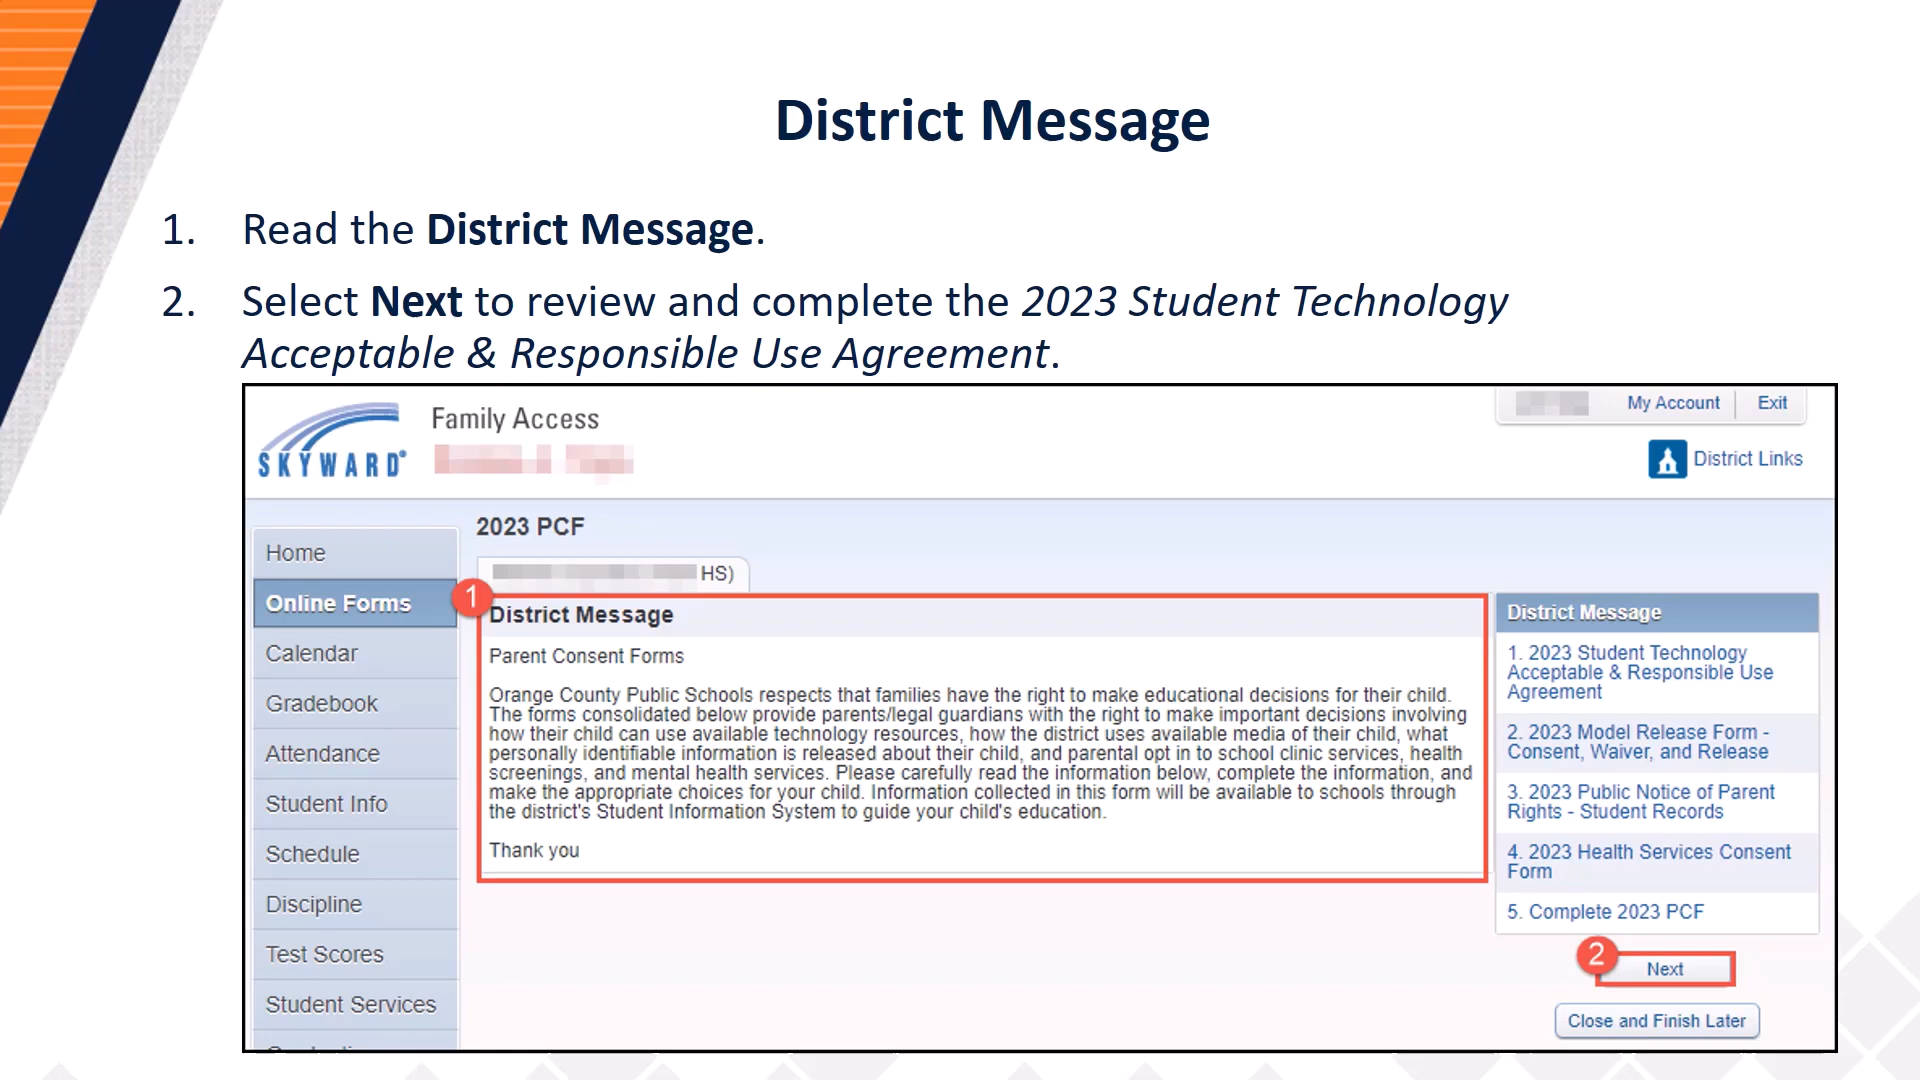 District Message
1. Read the District Message.
2. Select Next to review and complete the 2023 Student Technology
Acceptable & Responsible Use Agreement.
SKYWARD®
Family Access
My Account
Exit
District Links
Home
Online Forms
Calendar
Gradebook
Attendance
Student Info
Schedule
Discipline
Test Scores
Student Services
2023 PCF
HS)
1
District Message
Parent Consent Forms
Orange County Public Schools respects that families have the right to make educational decisions for their child.
The forms consolidated below provide parents/legal guardians with the right to make important decisions involving
how their child can use available technology resources, how the district uses available media of their child, what
personally identifiable information is released about their child, and parental opt in to school clinic services, health
screenings, and mental health services. Please carefully read the information below, complete the information, and
make the appropriate choices for your child. Information collected in this form will be available to schools through
the district's Student Information System to guide your child's education.
Thank you
District Message
1. 2023 Student Technology
Acceptable & Responsible Use
Agreement
2. 2023 Model Release Form -
Consent, Waiver, and Release
3. 2023 Public Notice of Parent
Rights - Student Records
4. 2023 Health Services Consent
Form
5. Complete 2023 PCF
2
Next
Close and Finish Later